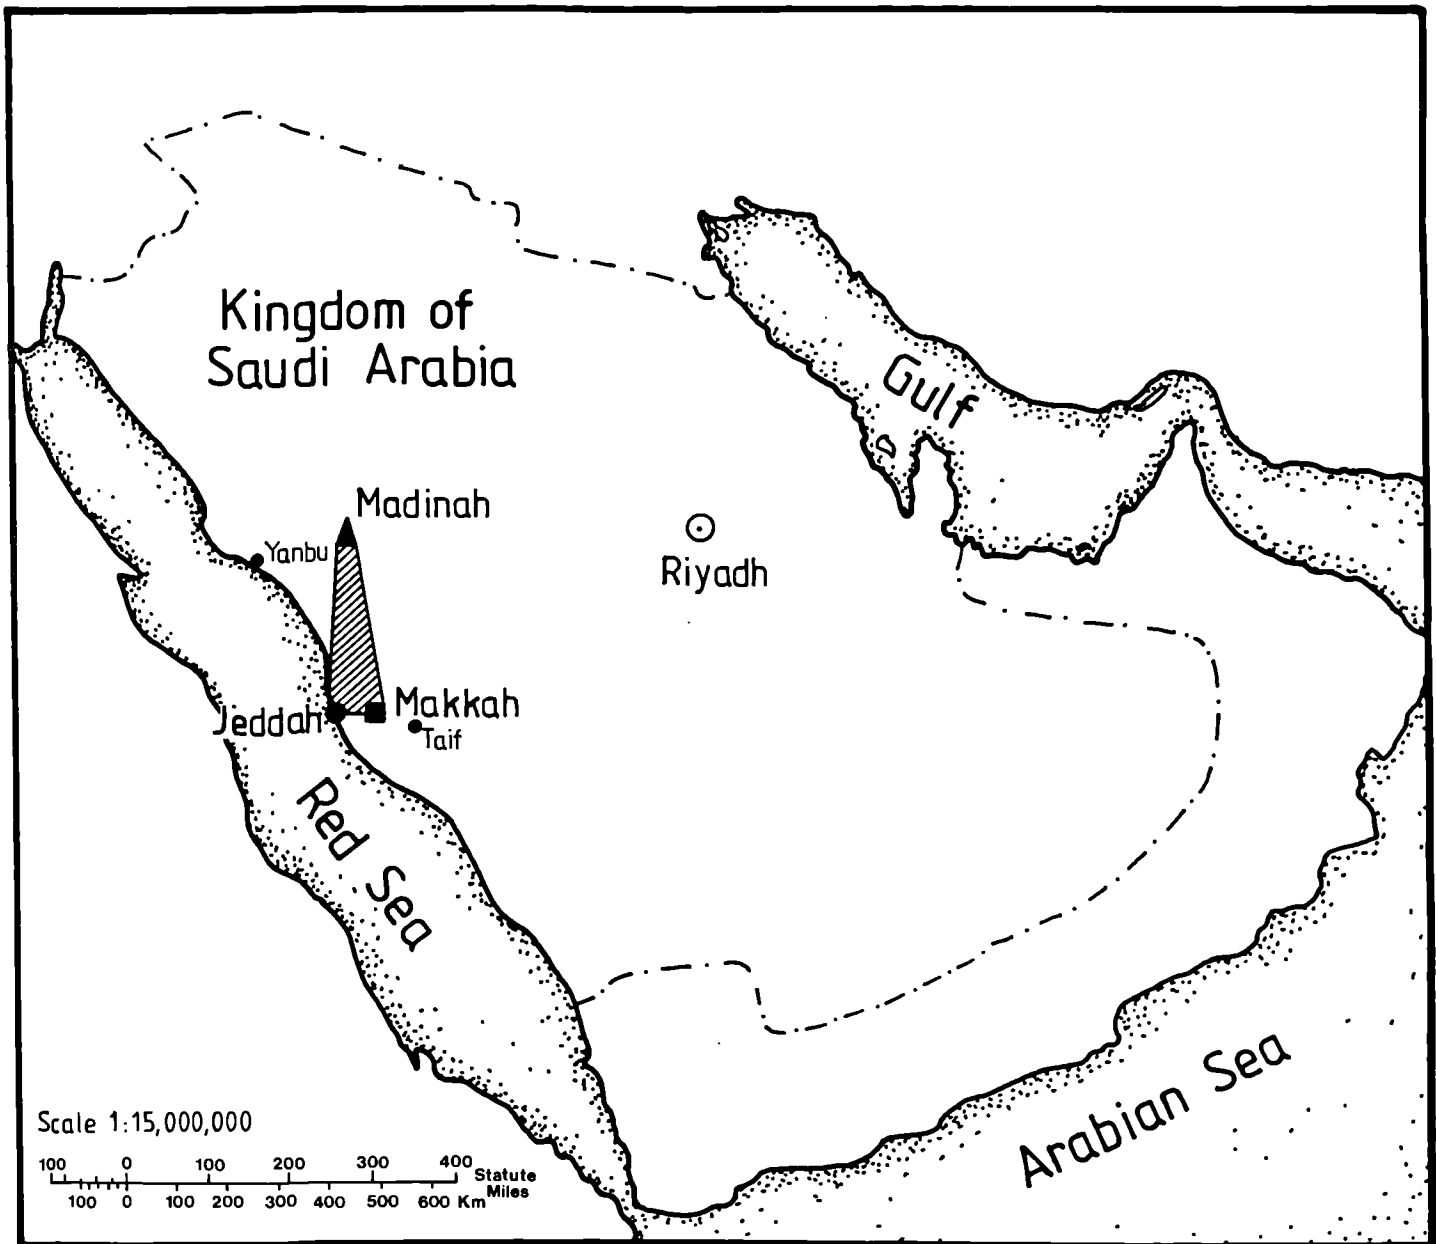 Kingdom of
Saudi Arabia
Gulf
Madinah
Yanbu
Riyadh
Makkah
Jeddah
Taif
Red Sea
Arabian Sea
Scale 1:15,000,000
100 0 100 200 300 400 Statute Miles
100 0 100 200 300 400 500 600 Km